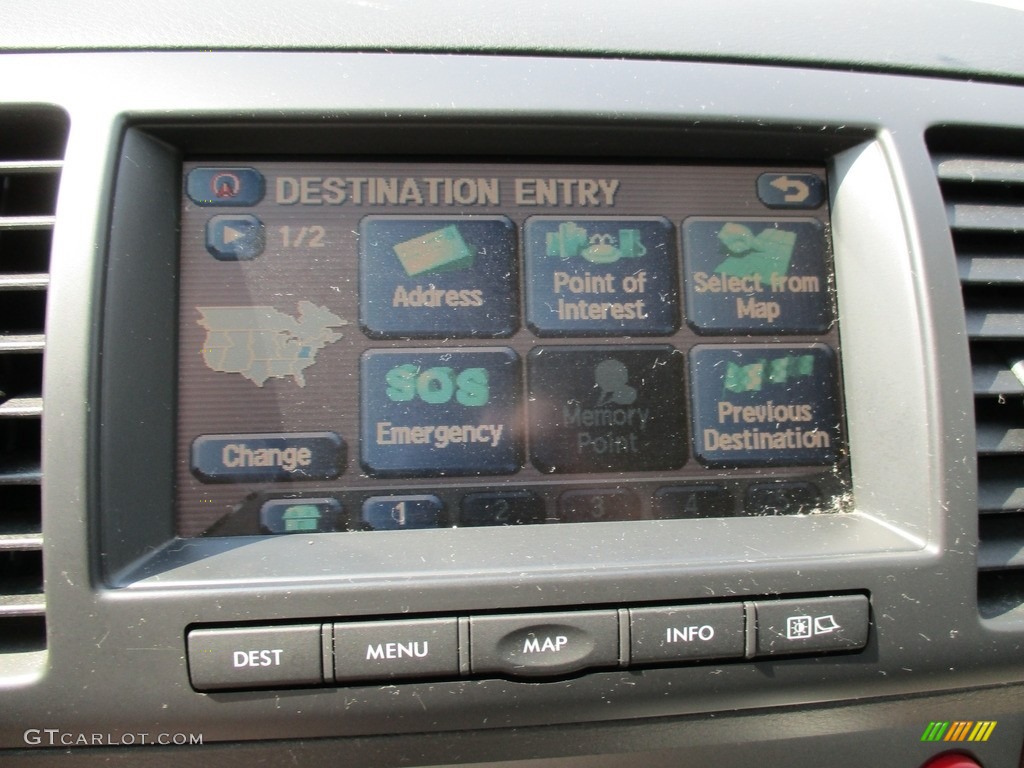 DESTINATION ENTRY
1/2
Address
Point of
Interest
Select from
Map
SOS
Emergency
Memory
Point
Previous
Destination
Change
1 2 3 4 5
DEST MENU MAP INFO
GTCARLOT.COM